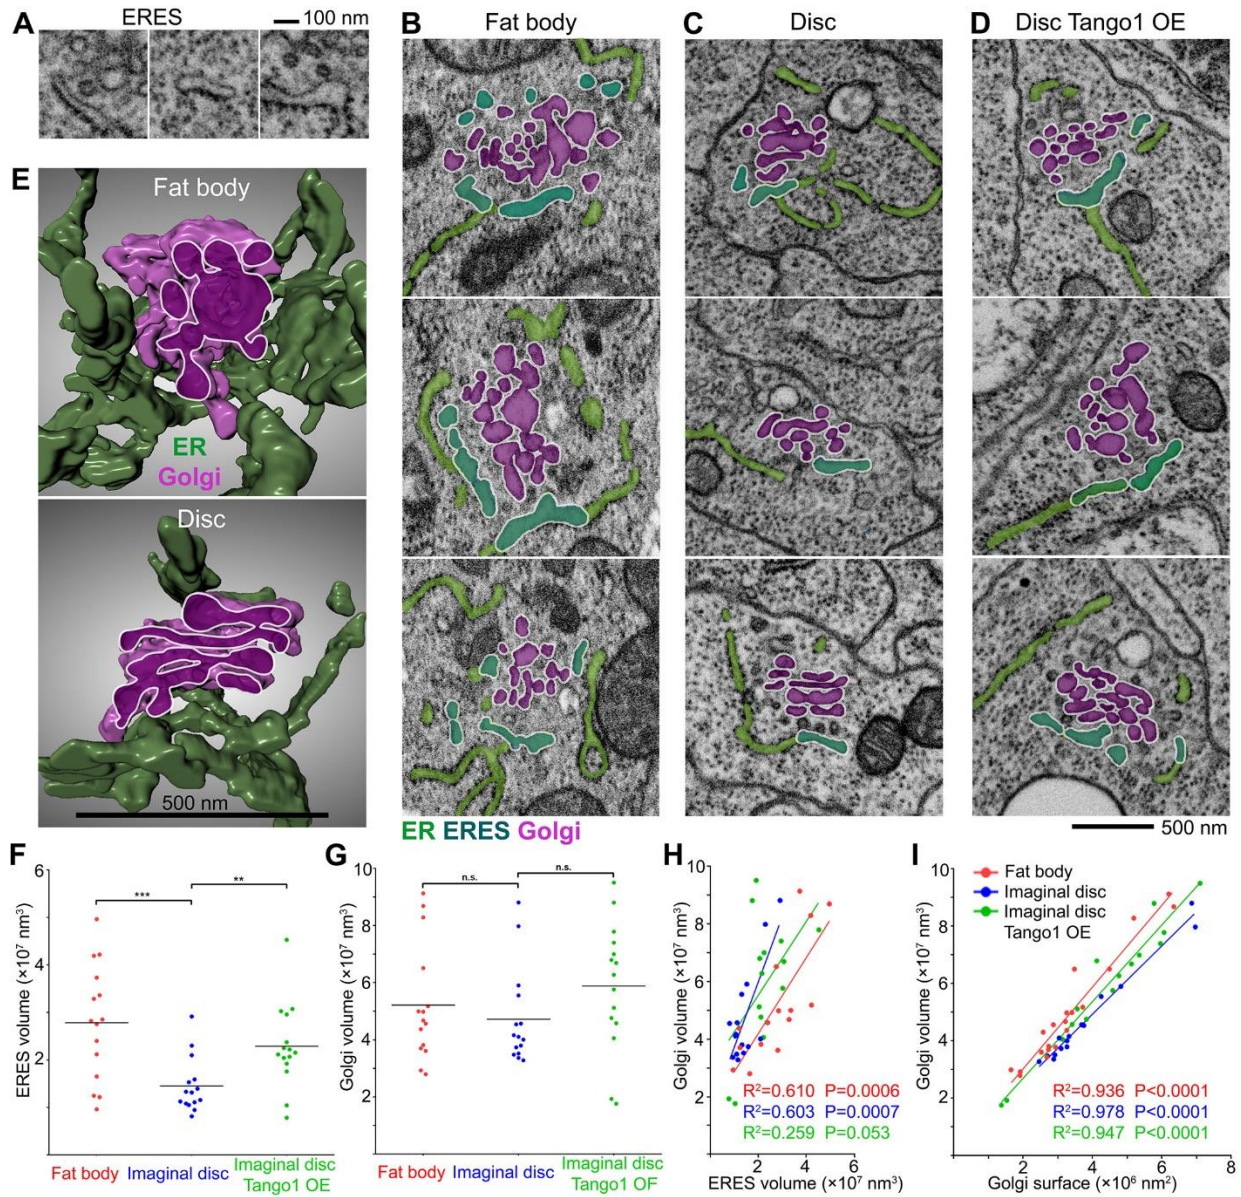 A
ERES
100 nm
B
Fat body
C
Disc
D
Disc Tango1 OE
E
Fat body
ER
Golgi
Disc
500 nm
ER ERES Golgi
500 nm
F
ERES volume (×10⁷ nm³)
6
4
2
***
**
Fat body
Imaginal disc
Imaginal disc
Tango1 OE
G
Golgi volume (×10⁷ nm³)
10
8
6
4
2
n.s.
n.s.
Fat body
Imaginal disc
Imaginal disc
Tango1 OF
H
Golgi volume (×10⁷ nm³)
10
8
6
4
2
R²=0.610 P=0.0006
R²=0.603 P=0.0007
R²=0.259 P=0.053
2 4 6
ERES volume (×10⁷ nm³)
I
Golgi volume (×10⁷ nm³)
10
8
6
4
2
Fat body
Imaginal disc
Imaginal disc
Tango1 OE
R²=0.936 P<0.0001
R²=0.978 P<0.0001
R²=0.947 P<0.0001
2 4 6 8
Golgi surface (×10⁶ nm²)